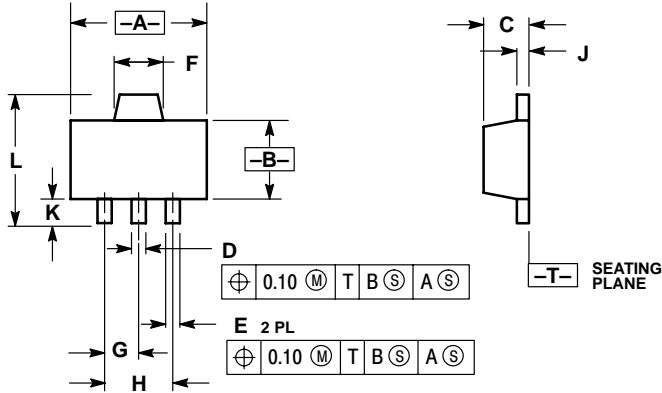 –A–
C
J
F
L
–B–
K
D
⌖ 0.10 Ⓜ T B Ⓢ A Ⓢ
–T– SEATING
PLANE
E 2 PL
⌖ 0.10 Ⓜ T B Ⓢ A Ⓢ
G
H